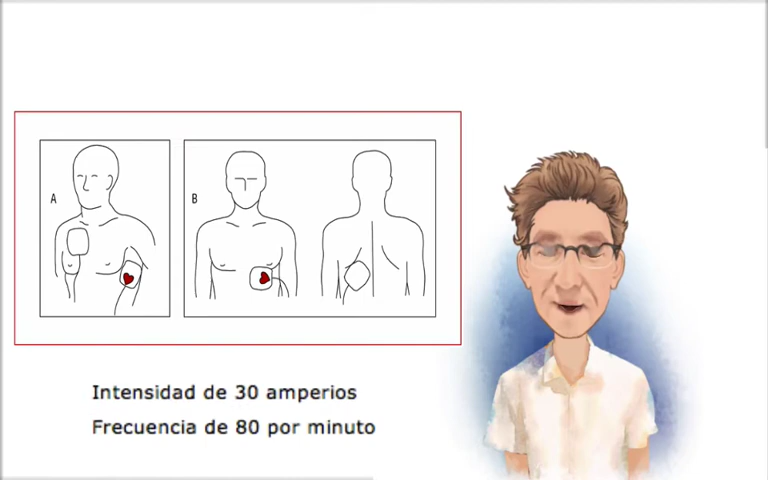 A
B
Intensidad de 30 amperios
Frecuencia de 80 por minuto